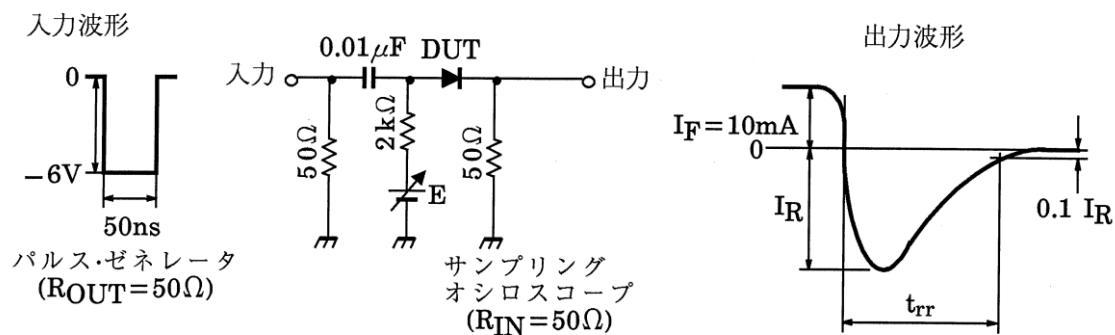 入力波形
0
−6V
50ns
パルス・ゼネレータ
(ROUT=50Ω)
0.01μF DUT
入力
出力
50Ω
2kΩ
E
50Ω
サンプリング
オシロスコープ
(RIN=50Ω)
出力波形
IF=10mA
0
IR
0.1 IR
trr